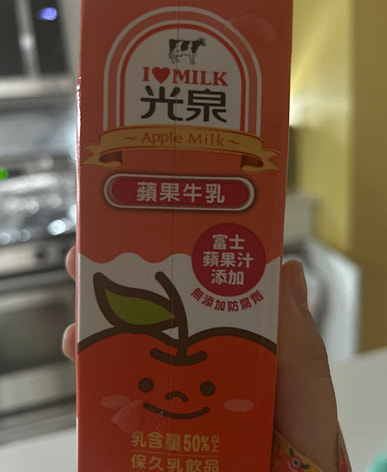 I♥MILK
光泉
~ Apple Milk ~
蘋果牛乳
富士
蘋果汁
添加
無添加防腐劑
乳含量50%以上
保久乳飲品